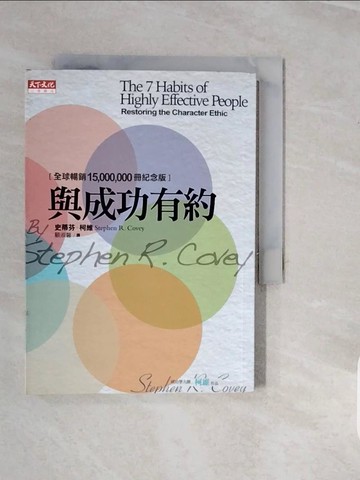 天下文化
The 7 Habits of
Highly Effective People
Restoring the Character Ethic
[全球暢銷15,000,000冊紀念版]
與成功有約
By
史蒂芬·柯維 Stephen R. Covey
Stephen R. Covey
柯維
Stephen R. Covey